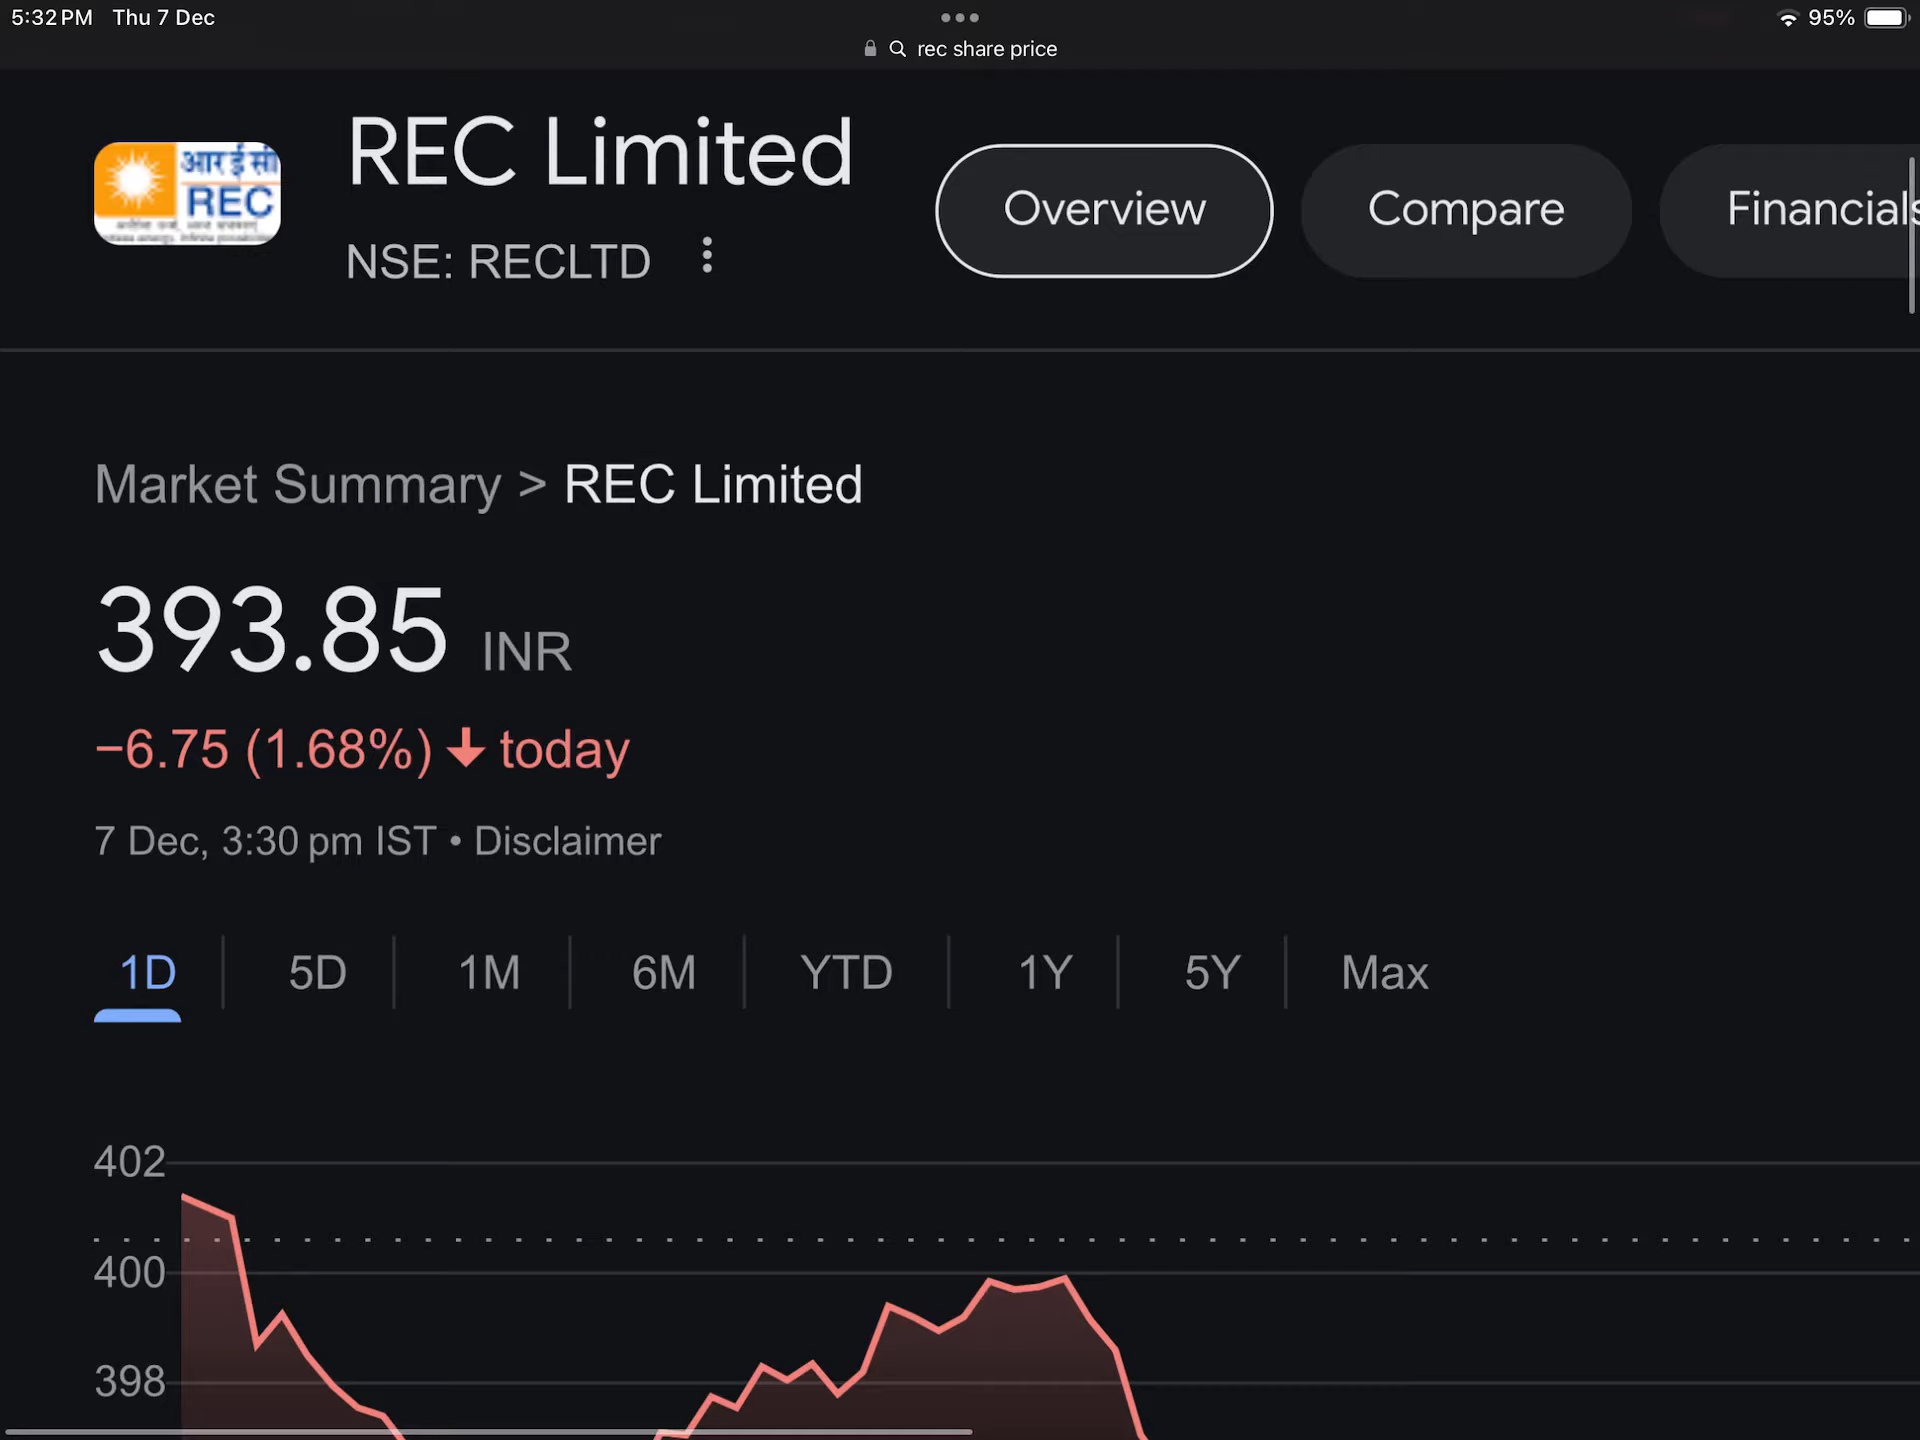 5:32 PM Thu 7 Dec
95%
rec share price
REC Limited
आर ई सी
REC
NSE: RECLTD
Overview
Compare
Financials
Market Summary > REC Limited
393.85 INR
−6.75 (1.68%) ↓ today
7 Dec, 3:30 pm IST • Disclaimer
1D 5D 1M 6M YTD 1Y 5Y Max
402
400
398